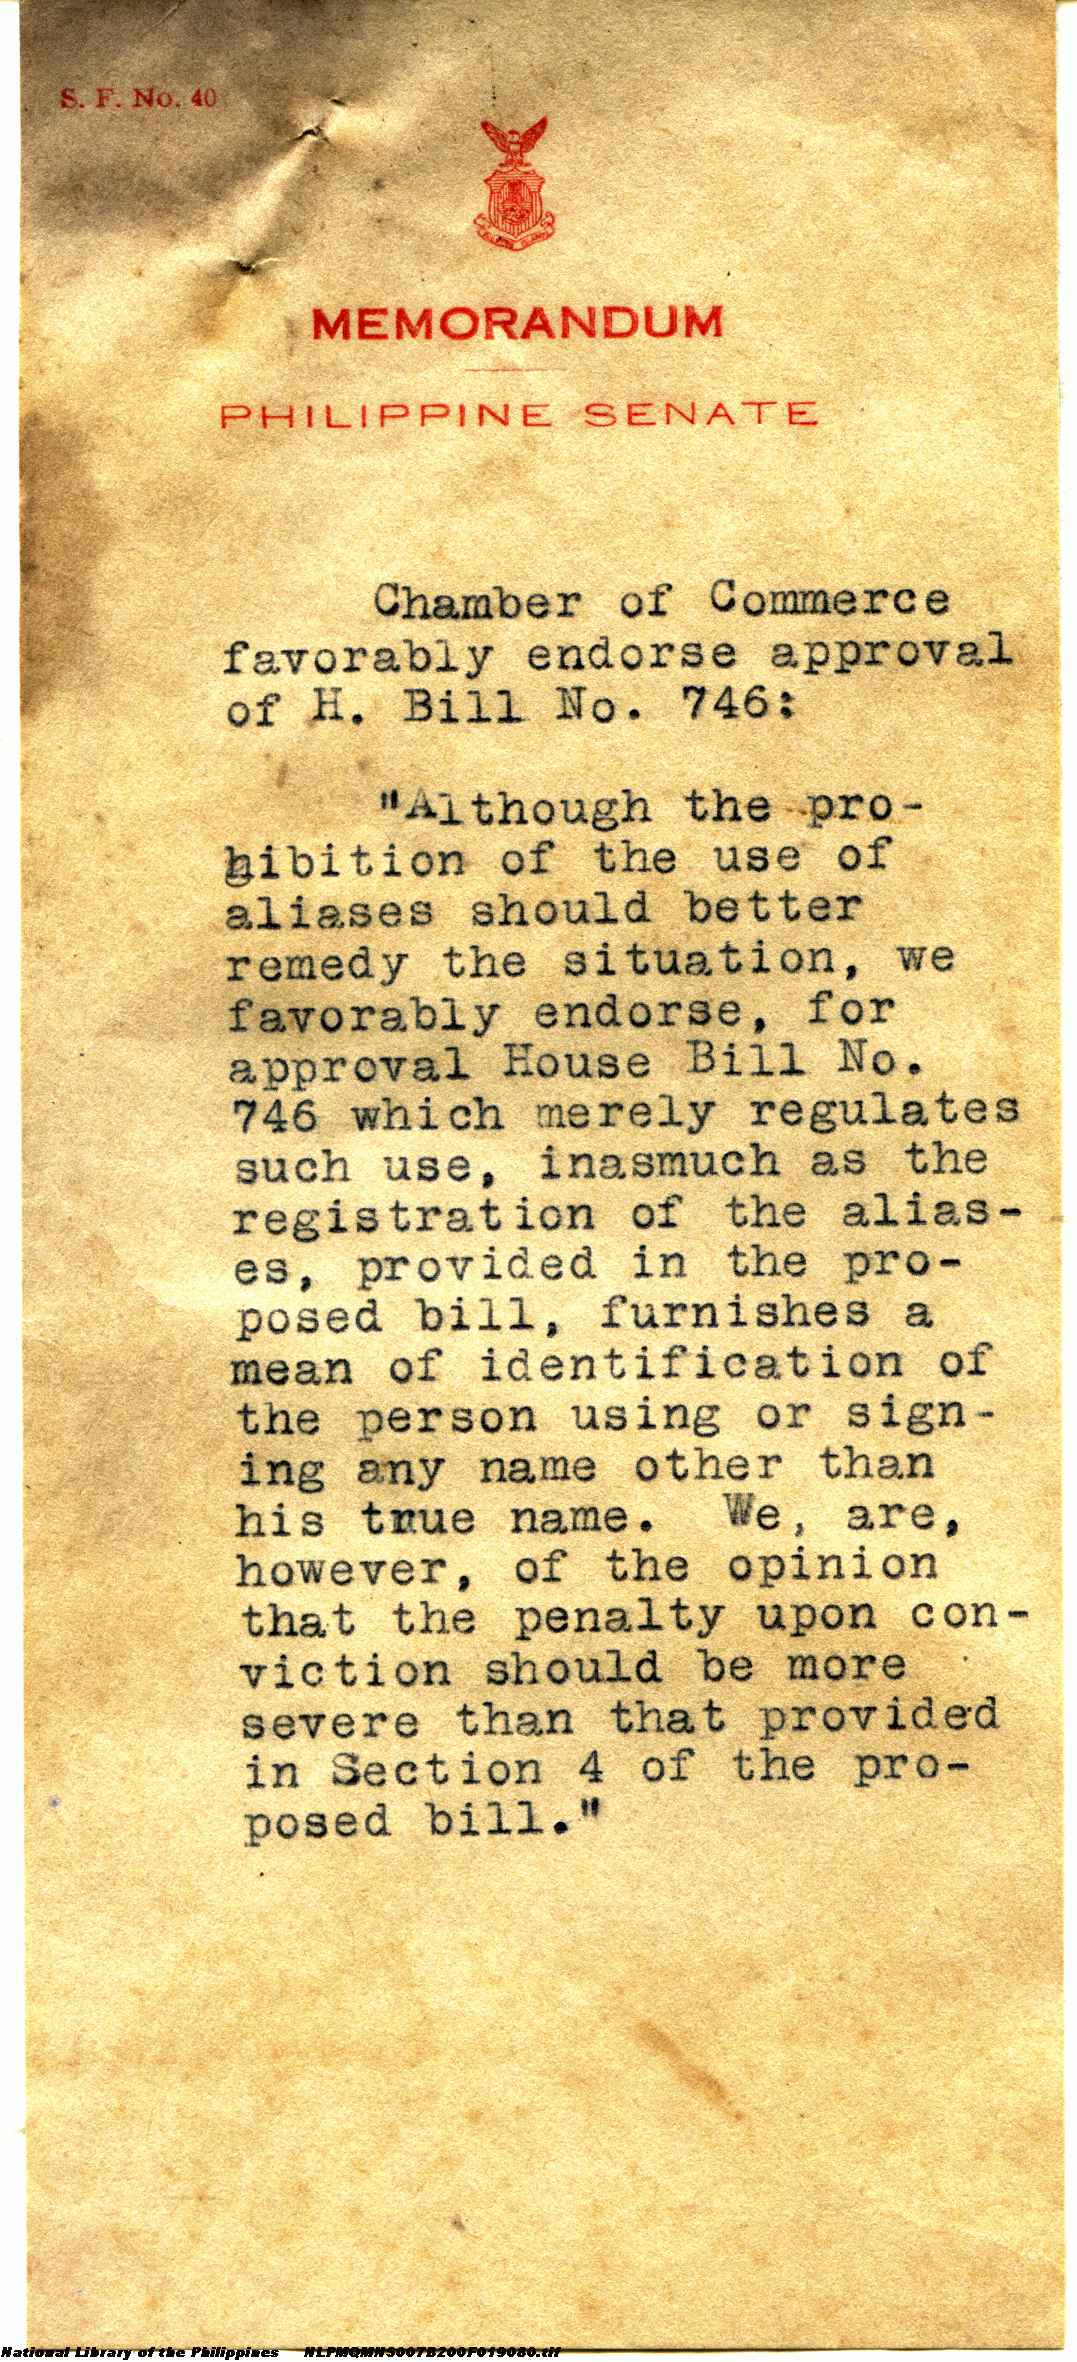 S. F. No. 40
MEMORANDUM
PHILIPPINE SENATE
Chamber of Commerce
favorably endorse approval
of H. Bill No. 746:
"Although the pro-
hibition of the use of
aliases should better
remedy the situation, we
favorably endorse, for
approval House Bill No.
746 which merely regulates
such use, inasmuch as the
registration of the alias-
es, provided in the pro-
posed bill, furnishes a
mean of identification of
the person using or sign-
ing any name other than
his true name. We, are,
however, of the opinion
that the penalty upon con-
viction should be more
severe than that provided
in Section 4 of the pro-
posed bill."
National Library of the Philippines NLPMQMNS007B200F019080.tif